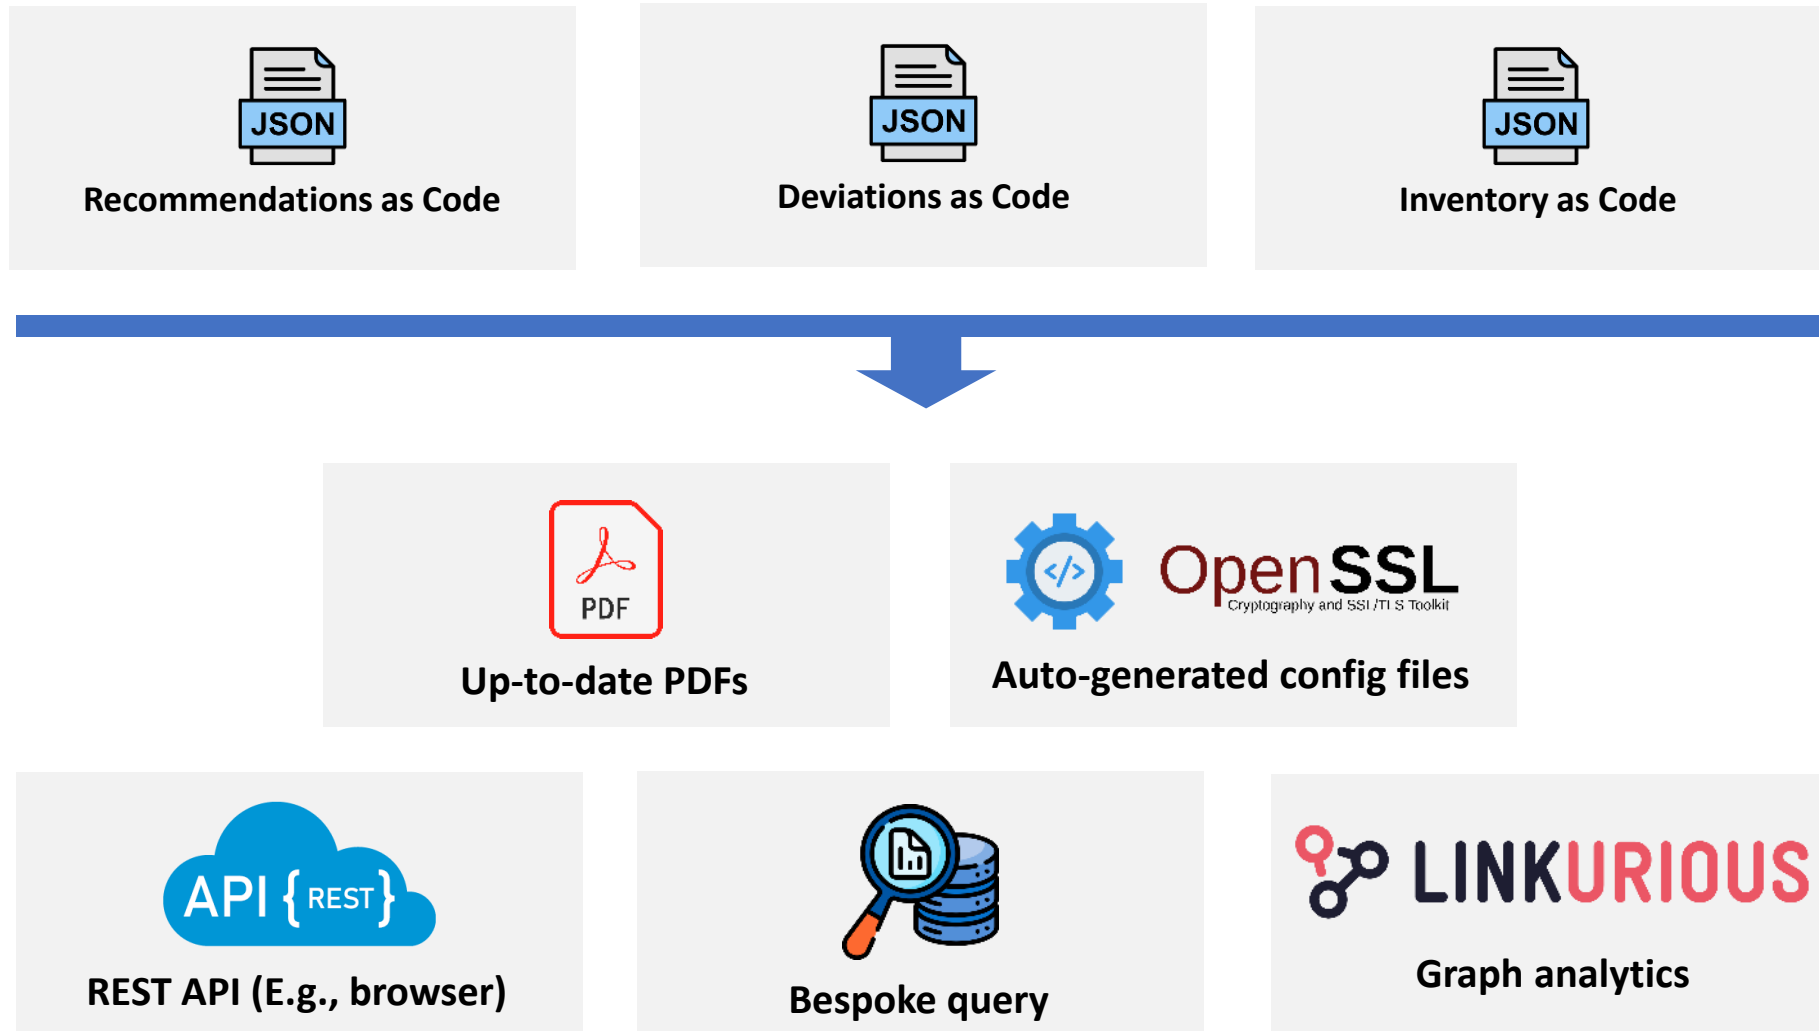 JSON
Recommendations as Code
JSON
Deviations as Code
JSON
Inventory as Code
PDF
Up-to-date PDFs
</>
OpenSSL
Cryptography and SSL/TLS Toolkit
Auto-generated config files
API {REST}
REST API (E.g., browser)
Bespoke query
LINKURIOUS
Graph analytics